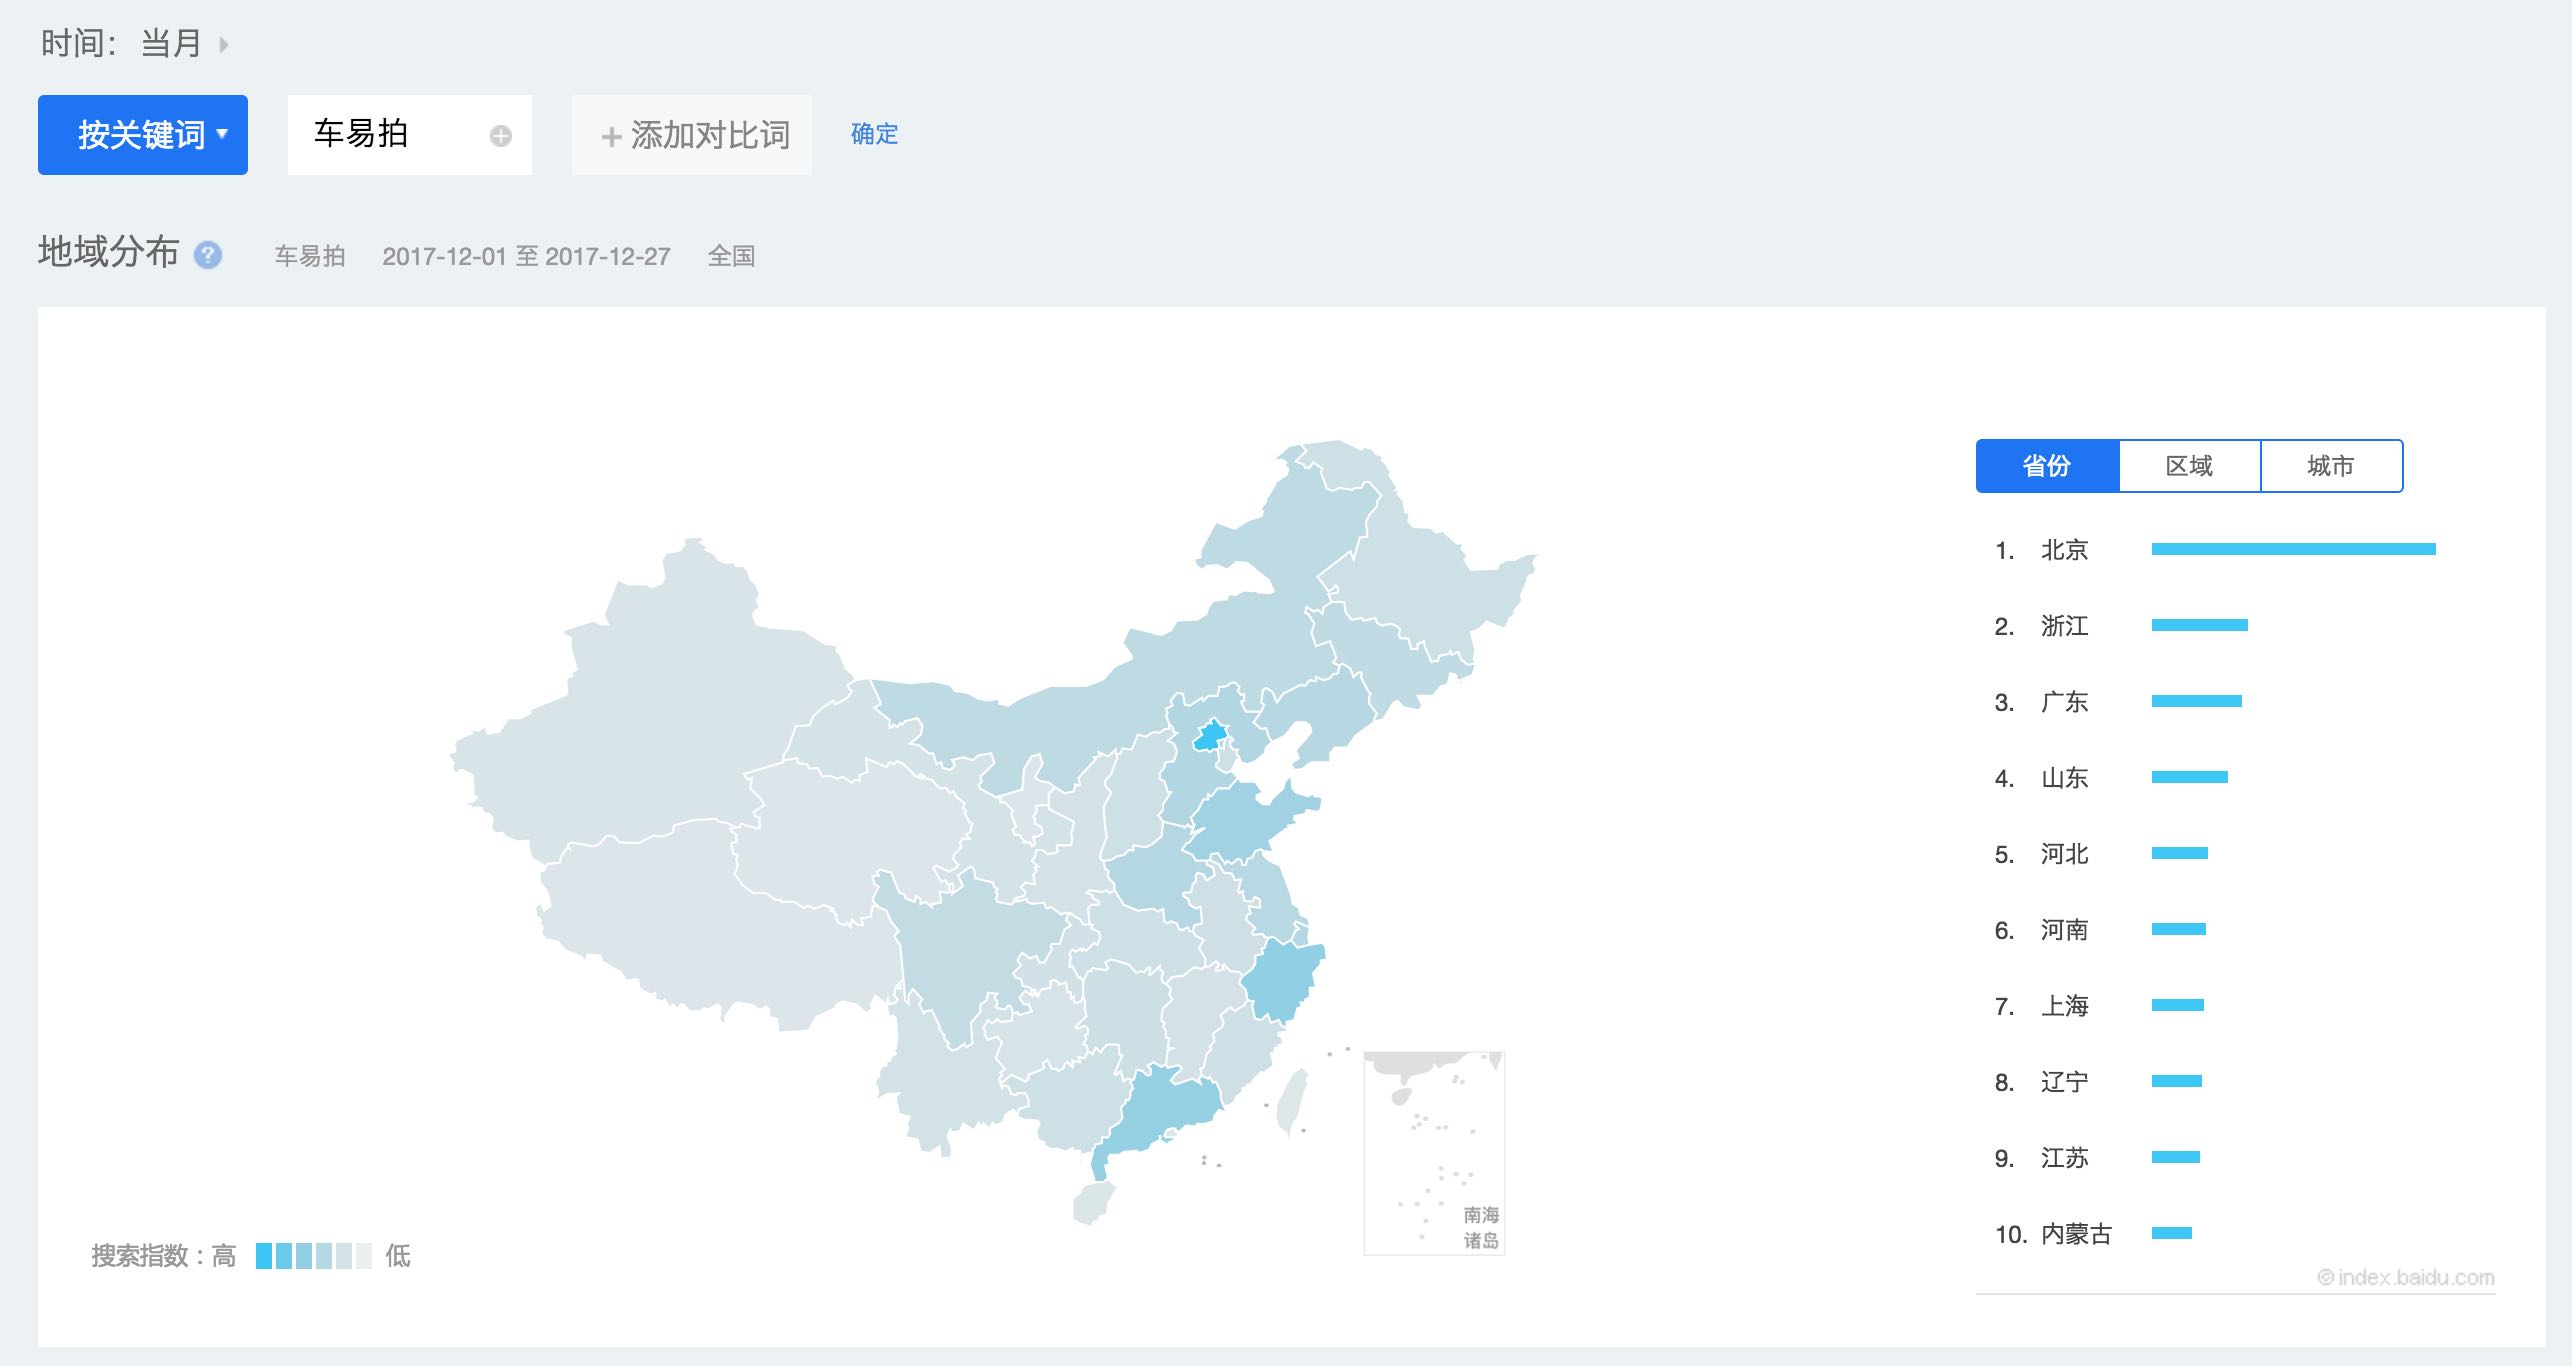 时间： 当月
按关键词 车易拍 + 添加对比词 确定
地域分布 ? 车易拍 2017-12-01 至 2017-12-27 全国
省份 区域 城市
1. 北京
2. 浙江
3. 广东
4. 山东
5. 河北
6. 河南
7. 上海
8. 辽宁
9. 江苏
10. 内蒙古
南海
诸岛
搜索指数：高 低
© index.baidu.com